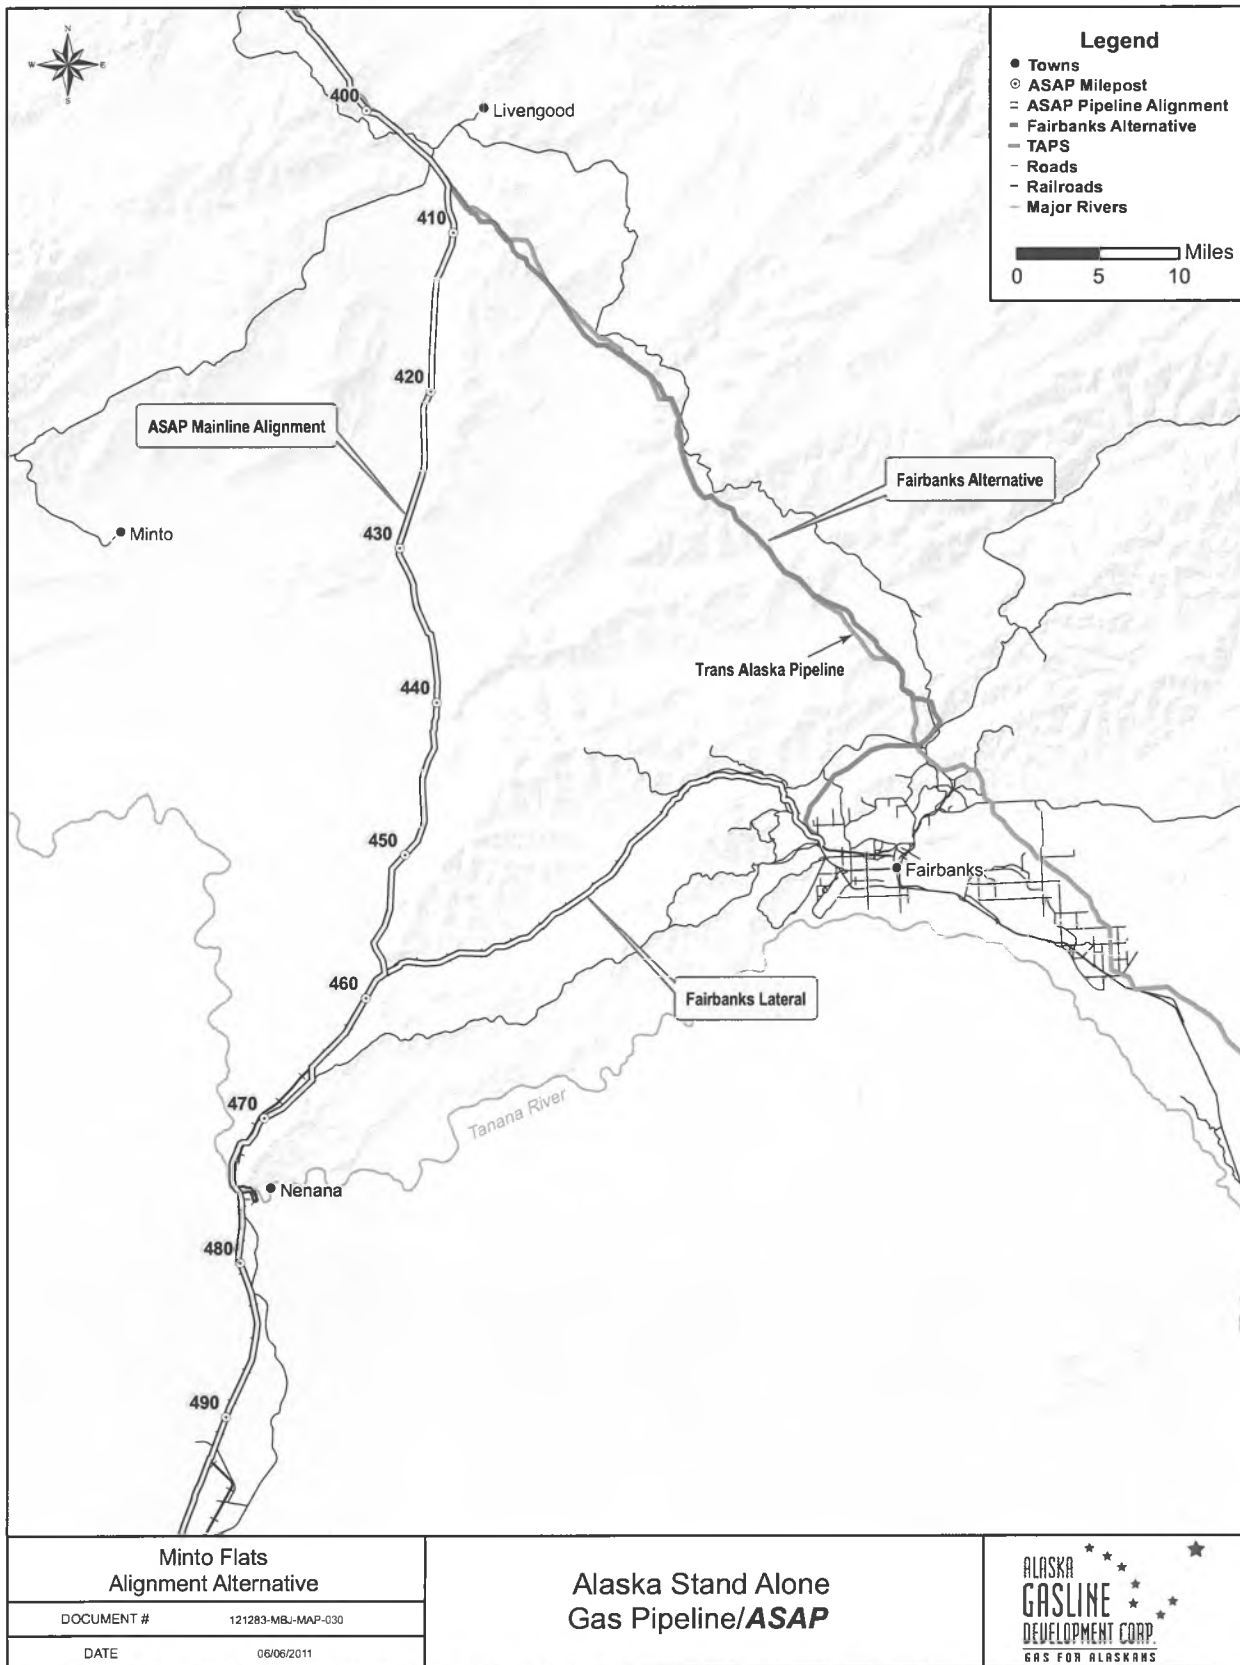 N
W
E
S
Legend
Towns
ASAP Milepost
ASAP Pipeline Alignment
Fairbanks Alternative
TAPS
Roads
Railroads
Major Rivers
Miles
0 5 10
400
Livengood
410
420
ASAP Mainline Alignment
Fairbanks Alternative
430
Minto
Trans Alaska Pipeline
440
450
Fairbanks
460
Fairbanks Lateral
470
Tanana River
Nenana
480
490
Minto Flats
Alignment Alternative
DOCUMENT # 121283-MBJ-MAP-030
DATE 06/06/2011
Alaska Stand Alone
Gas Pipeline/ASAP
ALASKA
GASLINE
DEVELOPMENT CORP.
GAS FOR ALASKANS